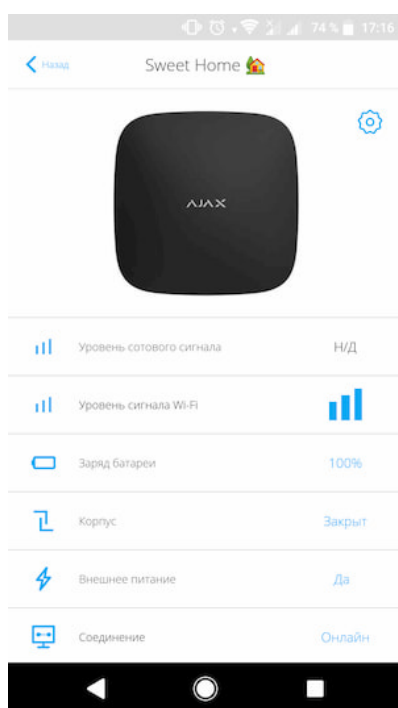 74 % 17:16
Назад Sweet Home
AJAX
Уровень сотового сигнала Н/Д
Уровень сигнала Wi-Fi
Заряд батареи 100%
Корпус Закрыт
Внешнее питание Да
Соединение Онлайн